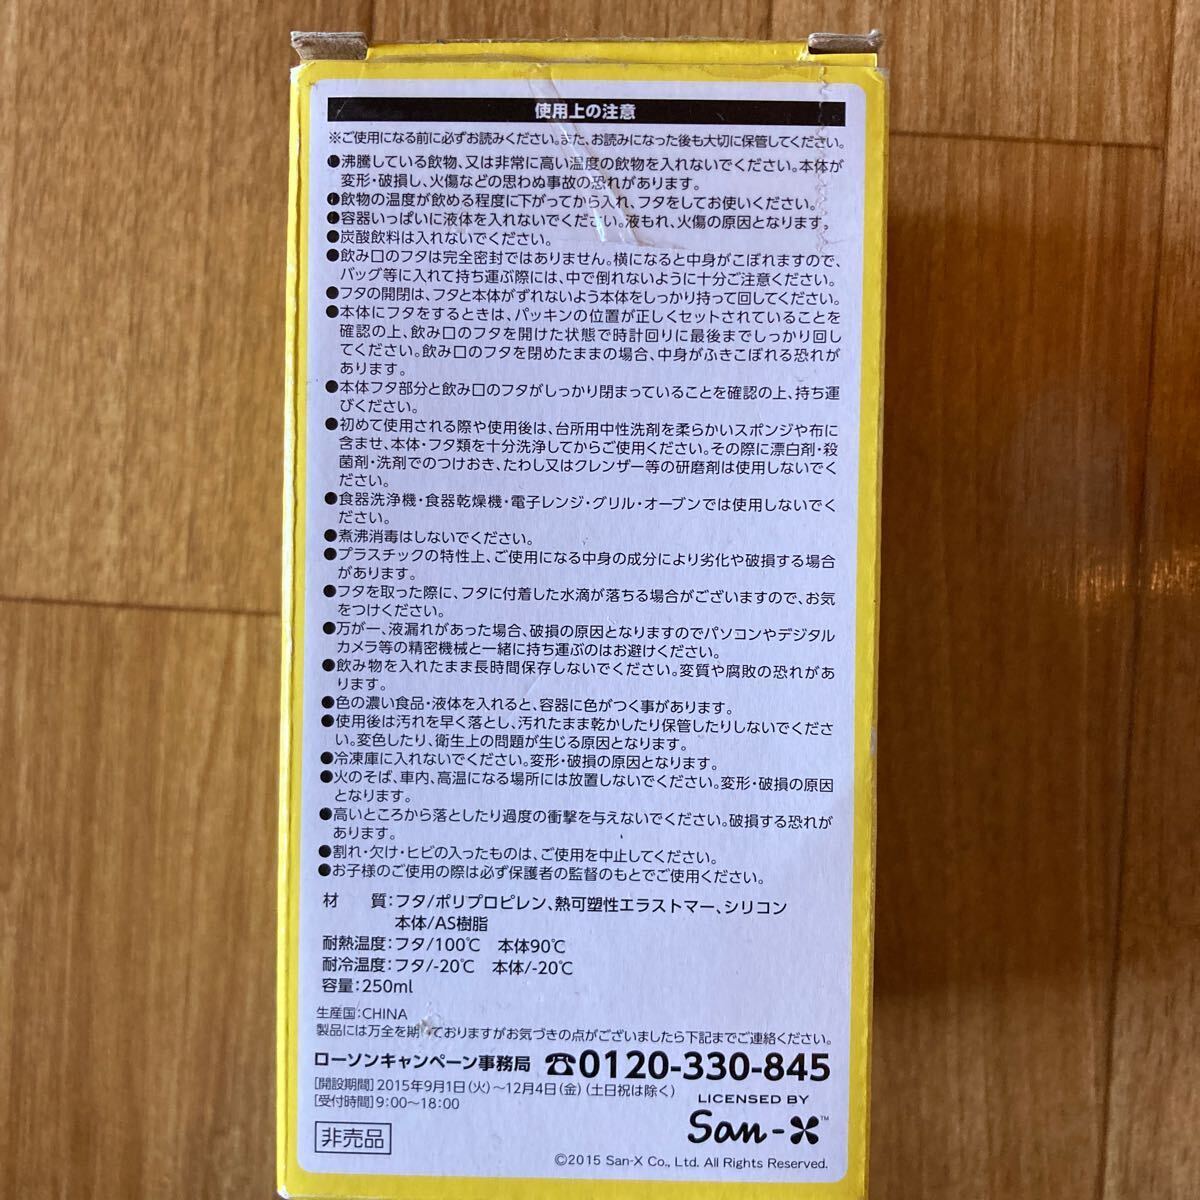 使用上の注意
※ご使用になる前に必ずお読みください。また、お読みになった後も大切に保管してください。
●沸騰している飲物、又は非常に高い温度の飲物を入れないでください。本体が
変形・破損し、火傷などの思わぬ事故の恐れがあります。
●飲物の温度が飲める程度に下がってから入れ、フタをしてお使いください。
●容器いっぱいに液体を入れないでください。液もれ、火傷の原因となります。
●炭酸飲料は入れないでください。
●飲み口のフタは完全密封ではありません。横になると中身がこぼれますので、
バッグ等に入れて持ち運ぶ際には、中で倒れないように十分ご注意ください。
●フタの開閉は、フタと本体がずれないよう本体をしっかり持って回してください。
●本体にフタをするときは、パッキンの位置が正しくセットされていることを
確認の上、飲み口のフタを開けた状態で時計回りに最後までしっかり回し
てください。飲み口のフタを閉めたままの場合、中身がふきこぼれる恐れが
あります。
●本体フタ部分と飲み口のフタがしっかり閉まっていることを確認の上、持ち運
びください。
●初めて使用される際や使用後は、台所用中性洗剤を柔らかいスポンジや布に
含ませ、本体・フタ類を十分洗浄してからご使用ください。その際に漂白剤・殺
菌剤・洗剤でのつけおき、たわし又はクレンザー等の研磨剤は使用しないでく
ださい。
●食器洗浄機・食器乾燥機・電子レンジ・グリル・オーブンでは使用しないでく
ださい。
●煮沸消毒はしないでください。
●プラスチックの特性上、ご使用になる中身の成分により劣化や破損する場合
があります。
●フタを取った際に、フタに付着した水滴が落ちる場合がございますので、お気
をつけください。
●万が一、液漏れがあった場合、破損の原因となりますのでパソコンやデジタル
カメラ等の精密機械と一緒に持ち運ぶのはお避けください。
●飲み物を入れたまま長時間保存しないでください。変質や腐敗の恐れがあ
ります。
●色の濃い食品・液体を入れると、容器に色がつく事があります。
●使用後は汚れを早く落とし、汚れたまま乾かしたり保管したりしないでくださ
い。変色したり、衛生上の問題が生じる原因となります。
●冷凍庫に入れないでください。変形・破損の原因となります。
●火のそば、車内、高温になる場所には放置しないでください。変形・破損の原因
となります。
●高いところから落としたり過度の衝撃を与えないでください。破損する恐れが
あります。
●割れ・欠け・ヒビの入ったものは、ご使用を中止してください。
●お子様のご使用の際は必ず保護者の監督のもとでご使用ください。
材 質：フタ/ポリプロピレン、熱可塑性エラストマー、シリコン
本体/AS樹脂
耐熱温度：フタ/100℃ 本体90℃
耐冷温度：フタ/-20℃ 本体/-20℃
容量：250ml
生産国：CHINA
製品には万全を期しておりますがお気づきの点がございましたら下記までご連絡ください。
ローソンキャンペーン事務局 ☎0120-330-845
[開設期間]2015年9月1日(火)～12月4日(金)(土日祝は除く)
[受付時間]9:00～18:00
LICENSED BY
San-X™
非売品
©2015 San-X Co., Ltd. All Rights Reserved.